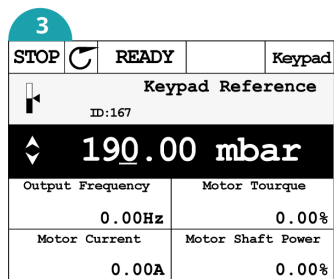 3
STOP READY Keypad
Keypad Reference
ID:167
190.00 mbar
Output Frequency Motor Tourque
0.00Hz 0.00%
Motor Current Motor Shaft Power
0.00A 0.00%